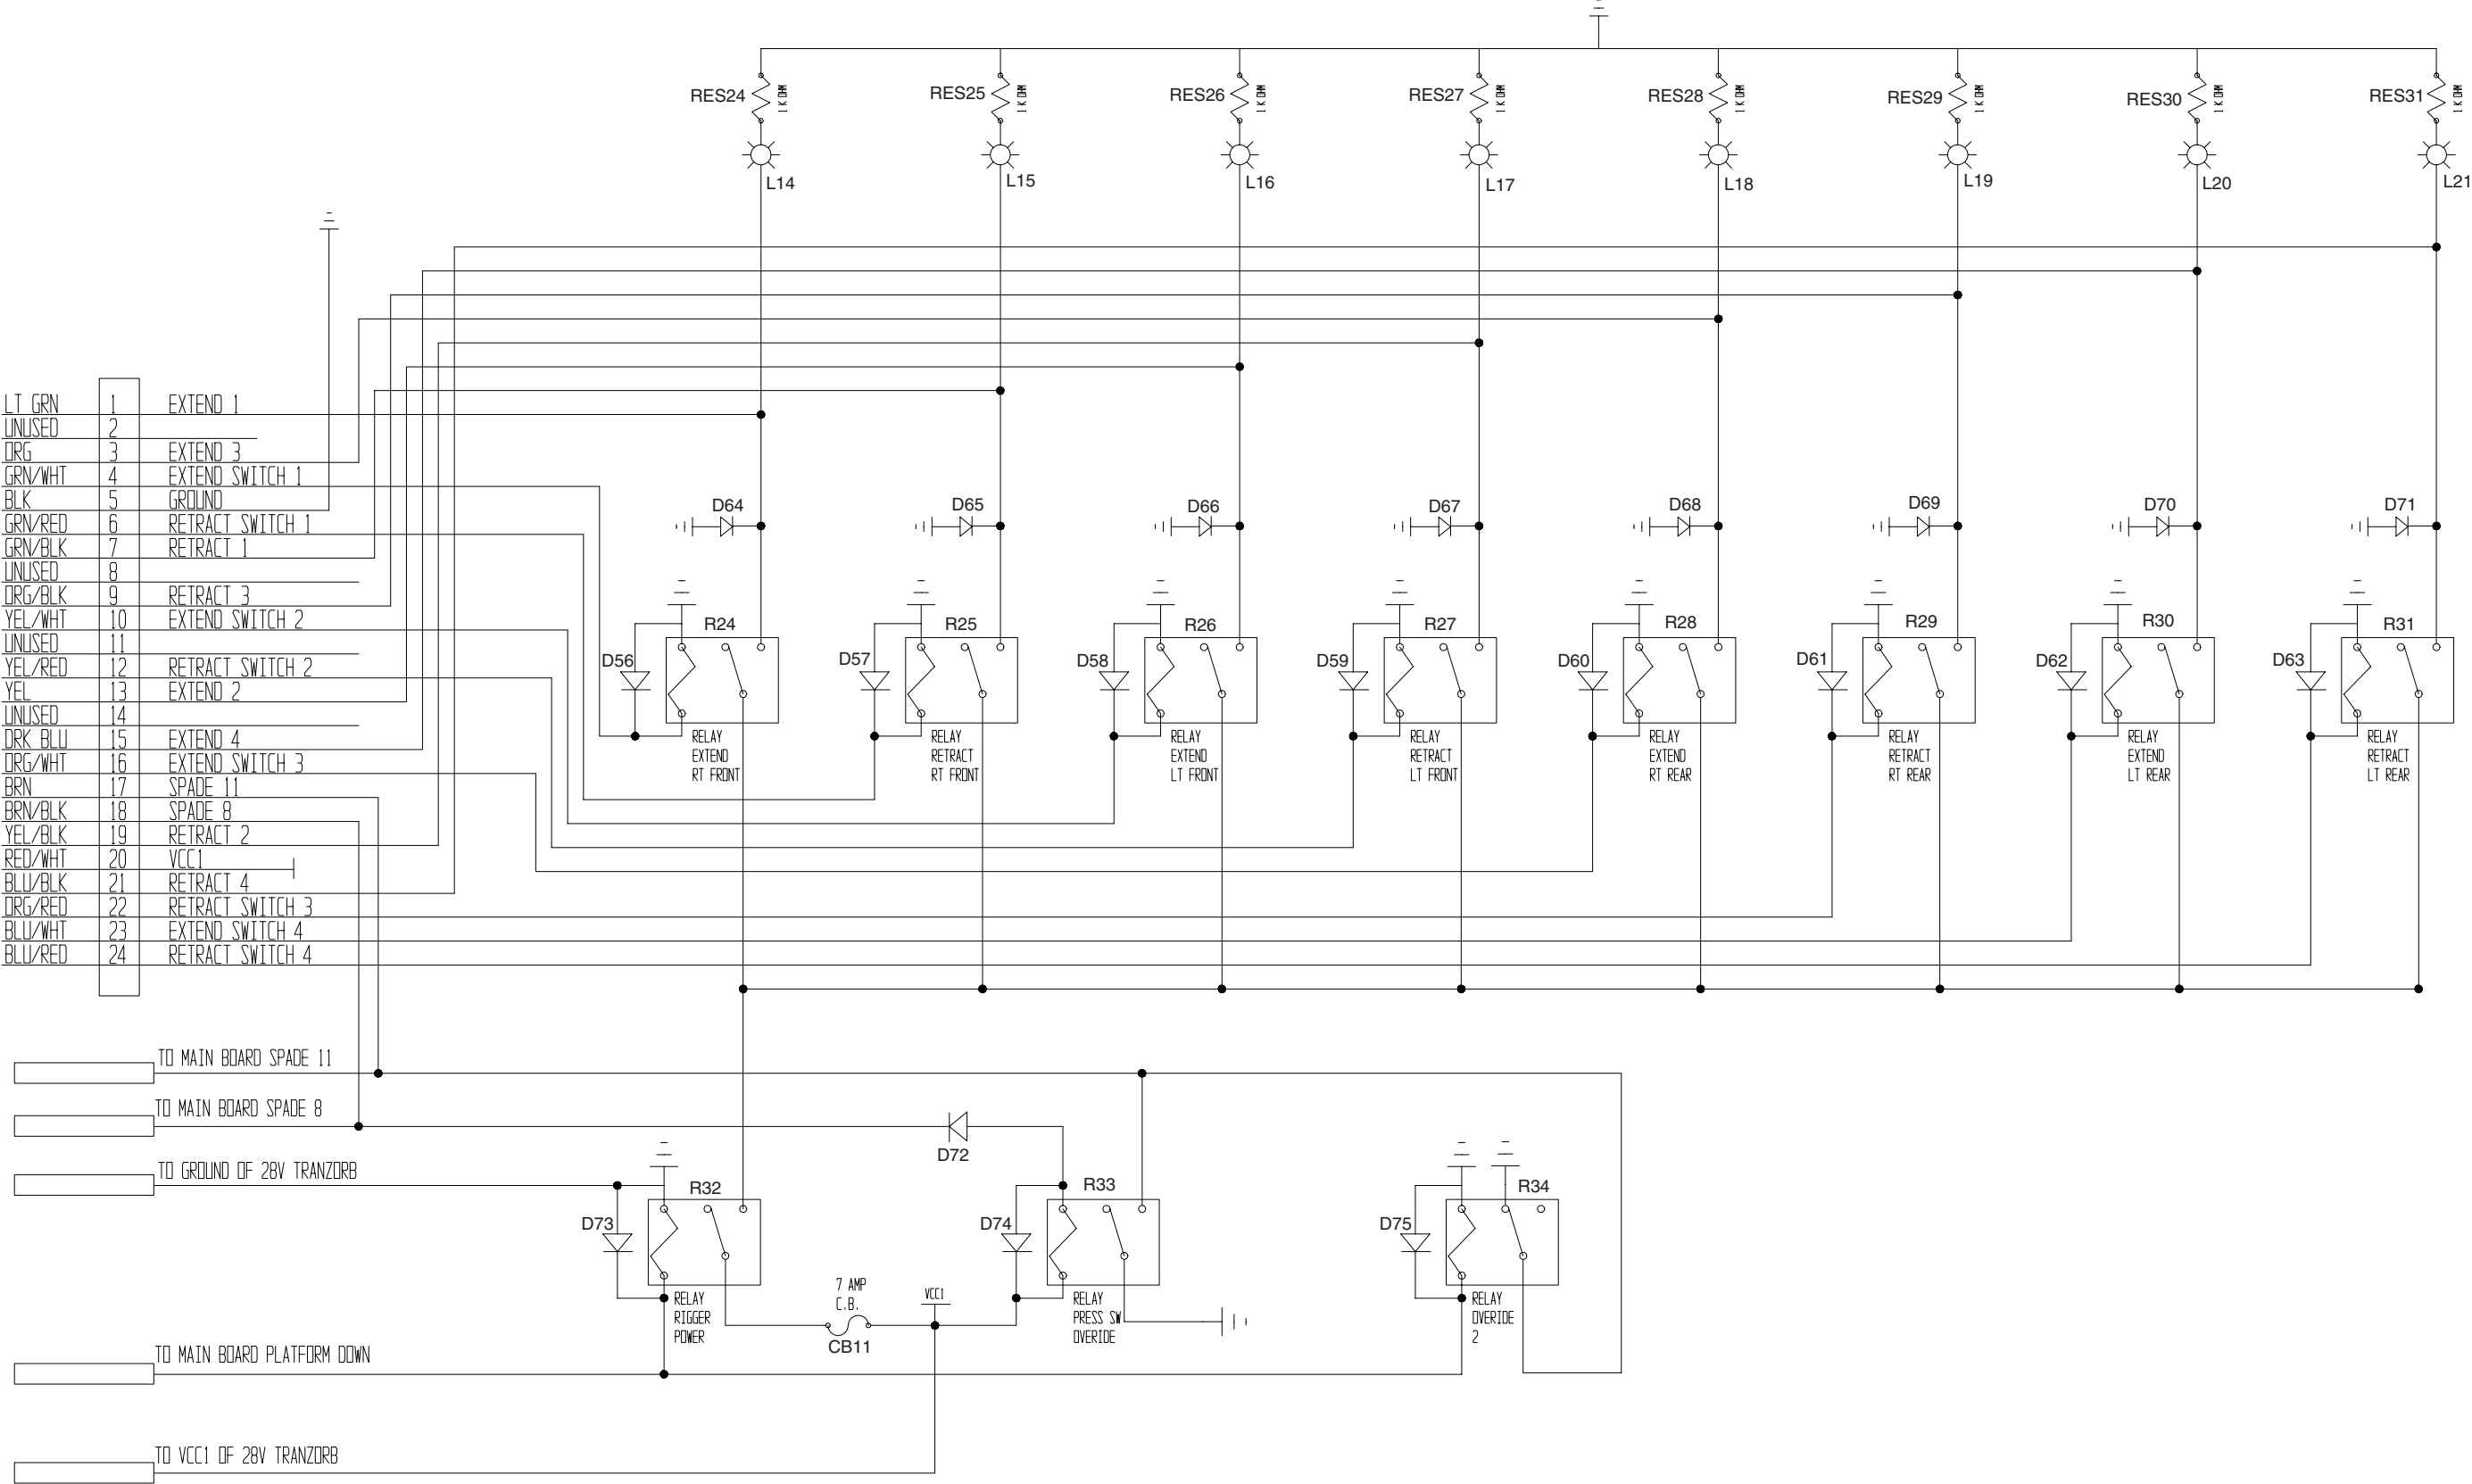 RES24 1 K OHM
RES25 1 K OHM
RES26 1 K OHM
RES27 1 K OHM
RES28 1 K OHM
RES29 1 K OHM
RES30 1 K OHM
RES31 1 K OHM
L14
L15
L16
L17
L18
L19
L20
L21
LT GRN 1 EXTEND 1
UNUSED 2
ORG 3 EXTEND 3
GRN/WHT 4 EXTEND SWITCH 1
BLK 5 GROUND
GRN/RED 6 RETRACT SWITCH 1
GRN/BLK 7 RETRACT 1
UNUSED 8
ORG/BLK 9 RETRACT 3
YEL/WHT 10 EXTEND SWITCH 2
UNUSED 11
YEL/RED 12 RETRACT SWITCH 2
YEL 13 EXTEND 2
UNUSED 14
DRK BLU 15 EXTEND 4
ORG/WHT 16 EXTEND SWITCH 3
BRN 17 SPADE 11
BRN/BLK 18 SPADE 8
YEL/BLK 19 RETRACT 2
RED/WHT 20 VCC1
BLU/BLK 21 RETRACT 4
ORG/RED 22 RETRACT SWITCH 3
BLU/WHT 23 EXTEND SWITCH 4
BLU/RED 24 RETRACT SWITCH 4
D64
D65
D66
D67
D68
D69
D70
D71
R24
R25
R26
R27
R28
R29
R30
R31
D56
D57
D58
D59
D60
D61
D62
D63
RELAY
EXTEND
RT FRONT
RELAY
RETRACT
RT FRONT
RELAY
EXTEND
LT FRONT
RELAY
RETRACT
LT FRONT
RELAY
EXTEND
RT REAR
RELAY
RETRACT
RT REAR
RELAY
EXTEND
LT REAR
RELAY
RETRACT
LT REAR
TO MAIN BOARD SPADE 11
TO MAIN BOARD SPADE 8
D72
TO GROUND OF 28V TRANZORB
R32
R33
R34
D73
D74
D75
7 AMP
C.B.
CB11
VCC1
RELAY
RIGGER
POWER
RELAY
PRESS SW
OVERIDE
RELAY
OVERIDE
2
TO MAIN BOARD PLATFORM DOWN
TO VCC1 OF 28V TRANZORB